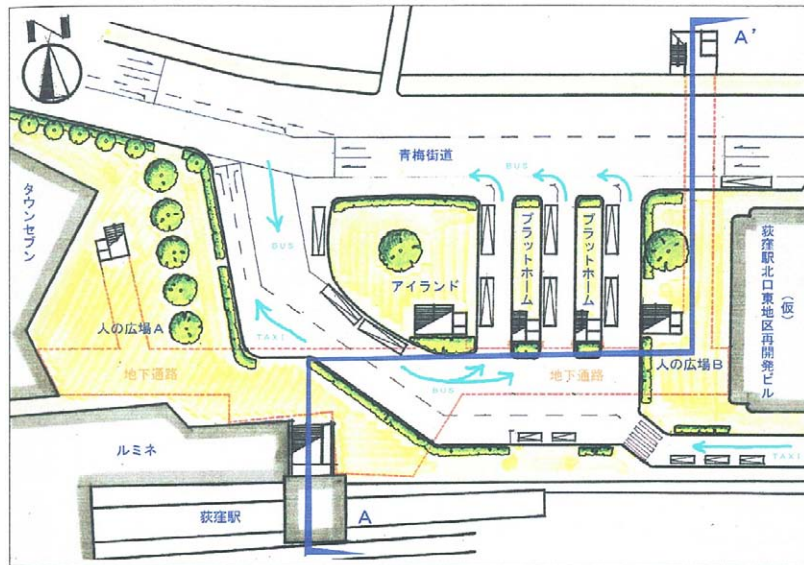 N
A'
青梅街道
BUS
タウンセブン
BUS
アイランド
プラットホーム
プラットホーム
荻窪駅北口東地区再開発ビル
(仮)
人の広場A
TAXI
地下通路
BUS
地下通路
人の広場B
ルミネ
TAXI
荻窪駅
A